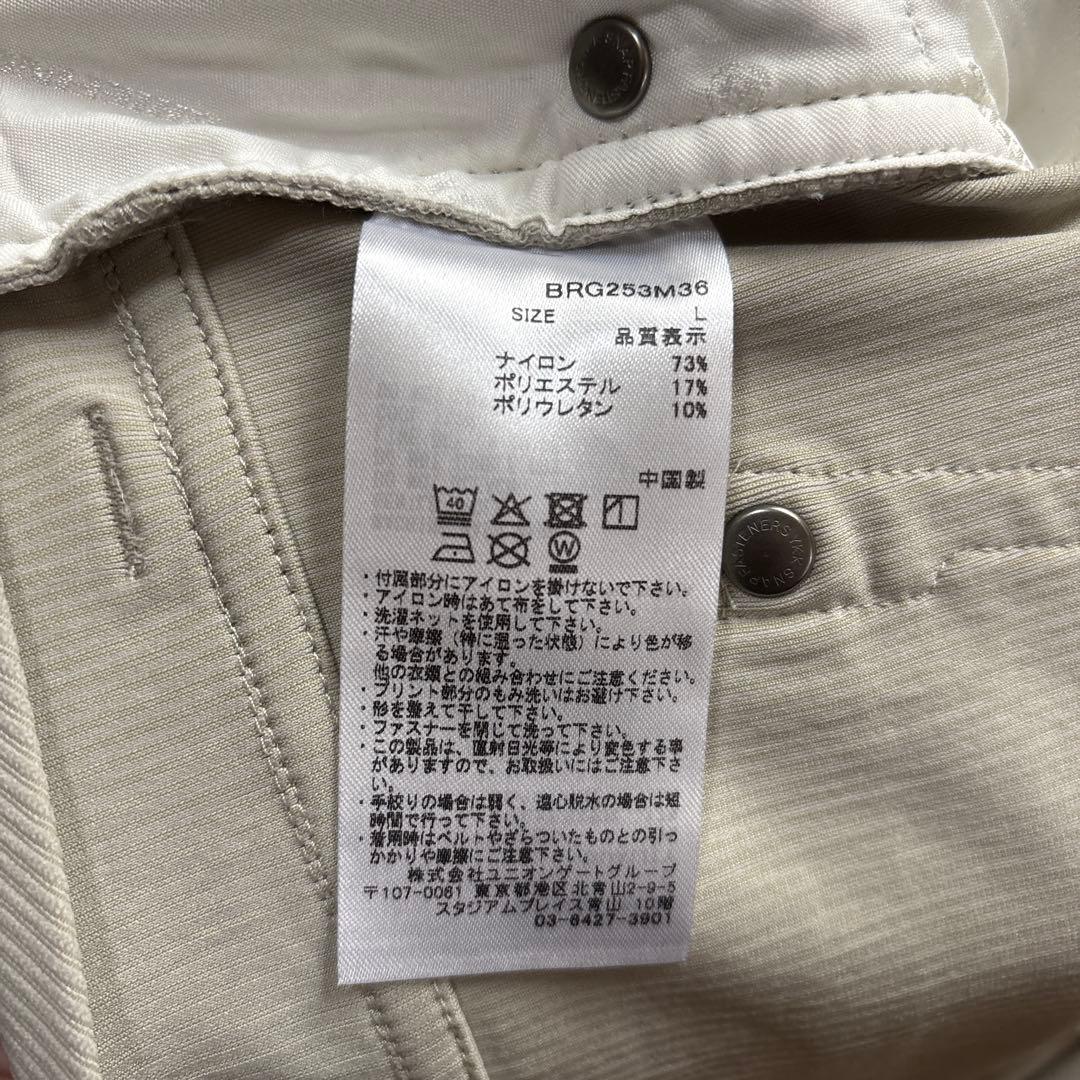 SNAP FASTENERS
BRG253M36
SIZE L
品質表示
ナイロン 73%
ポリエステル 17%
ポリウレタン 10%
中国製
40
W
・付属部分にアイロンを掛けないで下さい。
・アイロン時はあて布をして下さい。
・洗濯ネットを使用して下さい。
・汗や摩擦（特に湿った状態）により色が移
る場合があります。
他の衣類との組み合わせにご注意ください。
・プリント部分のもみ洗いはお避け下さい。
・形を整えて干して下さい。
・ファスナーを閉じて洗って下さい。
・この製品は、直射日光等により変色する事
がありますので、お取扱いにはご注意下さ
い。
・手絞りの場合は弱く、遠心脱水の場合は短
時間で行って下さい。
・着用時はベルトやざらついたものとの引っ
かかりや摩擦にご注意下さい。
株式会社ユニオンゲートグループ
〒107-0061 東京都港区北青山2-9-5
スタジアムプレイス青山 10階
03-6427-3901
FASTENERS YKK SNAP